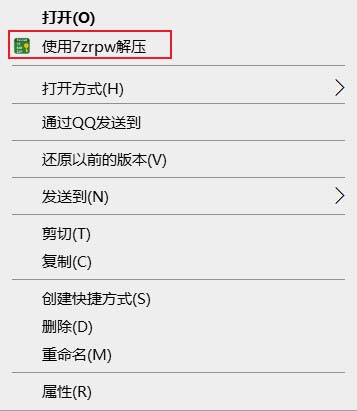 打开(O)
使用7zrpw解压
打开方式(H)
通过QQ发送到
还原以前的版本(V)
发送到(N)
剪切(T)
复制(C)
创建快捷方式(S)
删除(D)
重命名(M)
属性(R)